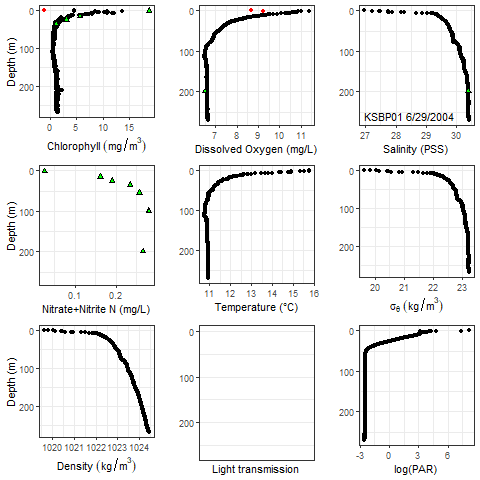 Depth (m)
0
100
200
0 5 10 15
Chlorophyll (mg/m³)
0
100
200
7 8 9 10 11
Dissolved Oxygen (mg/L)
0
100
200
KSBP01 6/29/2004
27 28 29 30
Salinity (PSS)
Depth (m)
0
100
200
0.1 0.2
Nitrate+Nitrite N (mg/L)
0
100
200
11 12 13 14 15 16
Temperature (°C)
0
100
200
20 21 22 23
σθ (kg/m³)
Depth (m)
0
100
200
1020 1021 1022 1023 1024
Density (kg/m³)
0
100
200
Light transmission
0
100
200
-3 0 3 6
log(PAR)